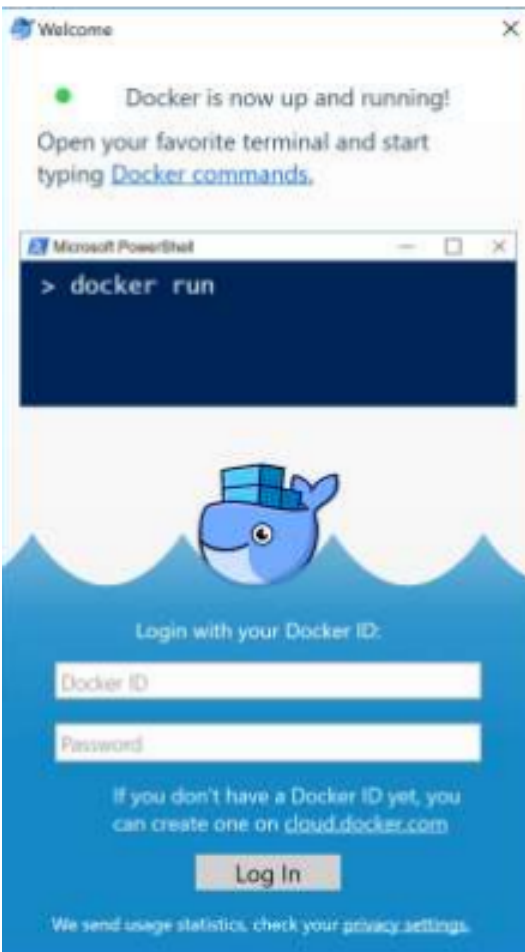 Welcome
Docker is now up and running!
Open your favorite terminal and start
typing Docker commands.
Microsoft PowerShell
> docker run
Login with your Docker ID:
Docker ID
Password
If you don't have a Docker ID yet, you
can create one on cloud.docker.com
Log In
We send usage statistics, check your privacy settings.